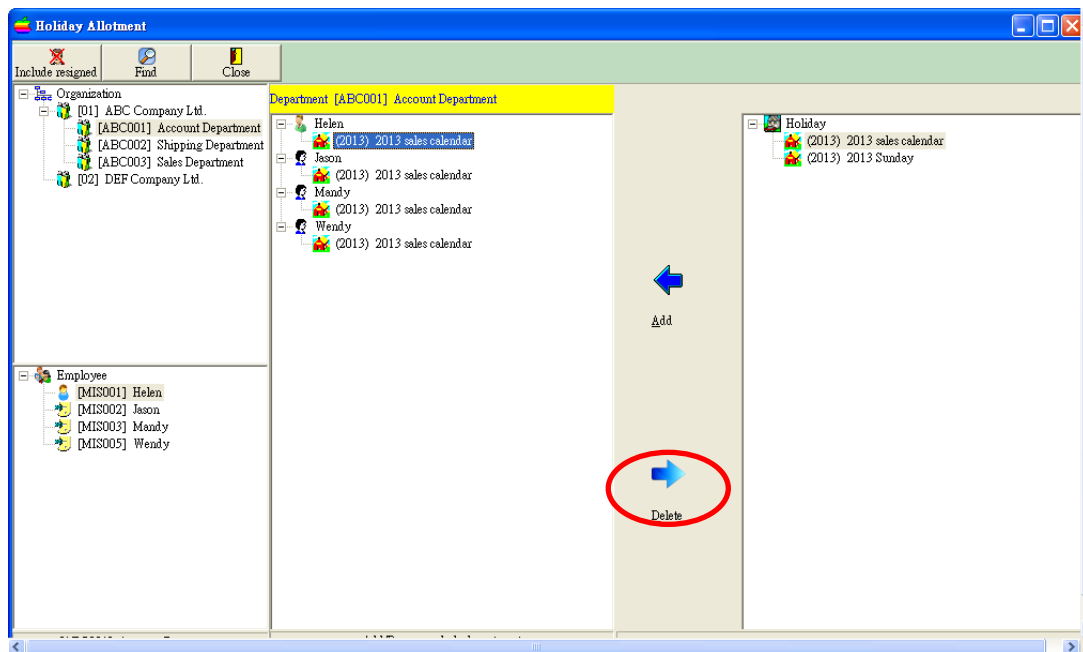 Holiday Allotment
Include resigned
Find
Close
Organization
[01] ABC Company Ltd.
[ABC001] Account Department
[ABC002] Shipping Department
[ABC003] Sales Department
[02] DEF Company Ltd.
Employee
[MIS001] Helen
[MIS002] Jason
[MIS003] Mandy
[MIS005] Wendy
Department [ABC001] Account Department
Helen
(2013) 2013 sales calendar
Jason
(2013) 2013 sales calendar
Mandy
(2013) 2013 sales calendar
Wendy
(2013) 2013 sales calendar
Add
Delete
Holiday
(2013) 2013 sales calendar
(2013) 2013 Sunday